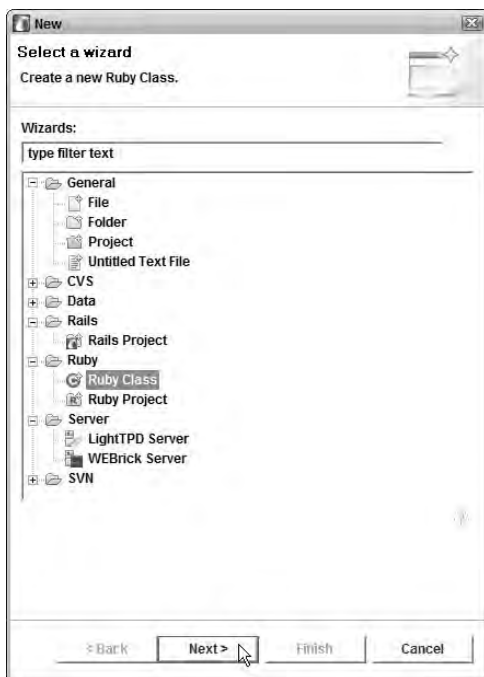 New
Select a wizard
Create a new Ruby Class.
Wizards:
type filter text
General
File
Folder
Project
Untitled Text File
CVS
Data
Rails
Rails Project
Ruby
Ruby Class
Ruby Project
Server
LightTPD Server
WEBrick Server
SVN
< Back Next > Finish Cancel